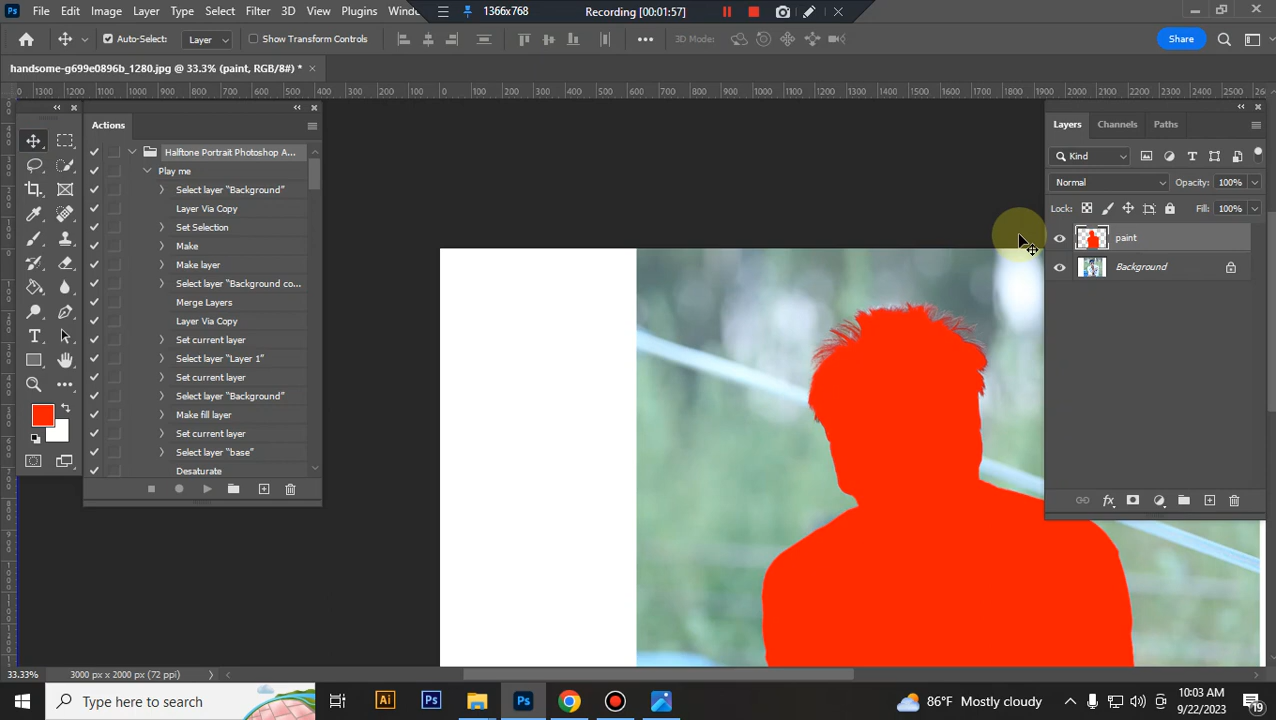 File Edit Image Layer Type Select Filter 3D View Plugins Windo
1366x768 Recording [00:01:57]
Auto-Select: Layer Show Transform Controls 3D Mode: Share
handsome-g699e0896b_1280.jpg @ 33.3% (paint, RGB/8#) *
Actions
Halftone Portrait Photoshop A...
Play me
Select layer "Background"
Layer Via Copy
Set Selection
Make
Make layer
Select layer "Background co...
Merge Layers
Layer Via Copy
Set current layer
Select layer "Layer 1"
Set current layer
Select layer "Background"
Make fill layer
Set current layer
Select layer "base"
Desaturate
Layers Channels Paths
Kind
Normal Opacity: 100%
Lock: Fill: 100%
paint
Background
33.33% 3000 px x 2000 px (72 ppi)
Type here to search
Ai Ps Ps
86°F Mostly cloudy
10:03 AM
9/22/2023
19